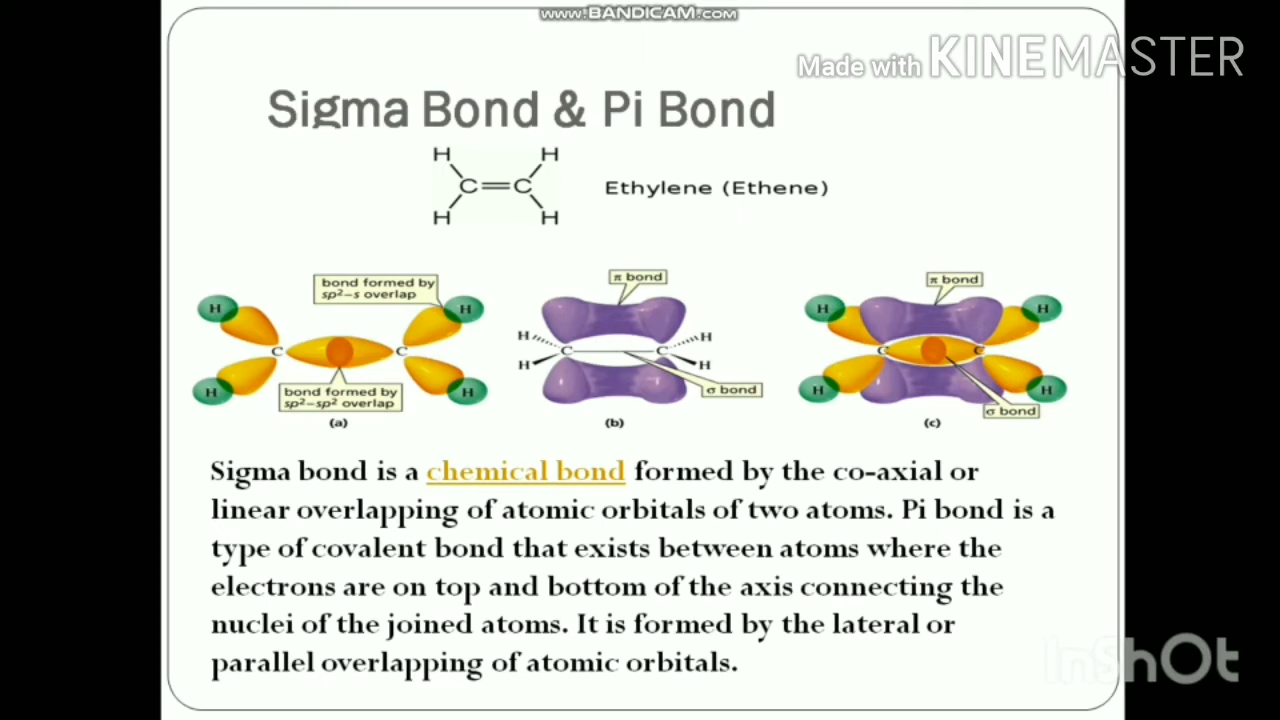 www.BANDICAM.com
Made with KINEMASTER
Sigma Bond & Pi Bond
H H
C=C
H H
Ethylene (Ethene)
bond formed by
sp²–s overlap
H H
C C
H H
bond formed by
sp²–sp² overlap
(a)
π bond
H H
C C
H H
σ bond
(b)
π bond
H H
C C
H H
σ bond
(c)
Sigma bond is a chemical bond formed by the co-axial or
linear overlapping of atomic orbitals of two atoms. Pi bond is a
type of covalent bond that exists between atoms where the
electrons are on top and bottom of the axis connecting the
nuclei of the joined atoms. It is formed by the lateral or
parallel overlapping of atomic orbitals.
InShOt